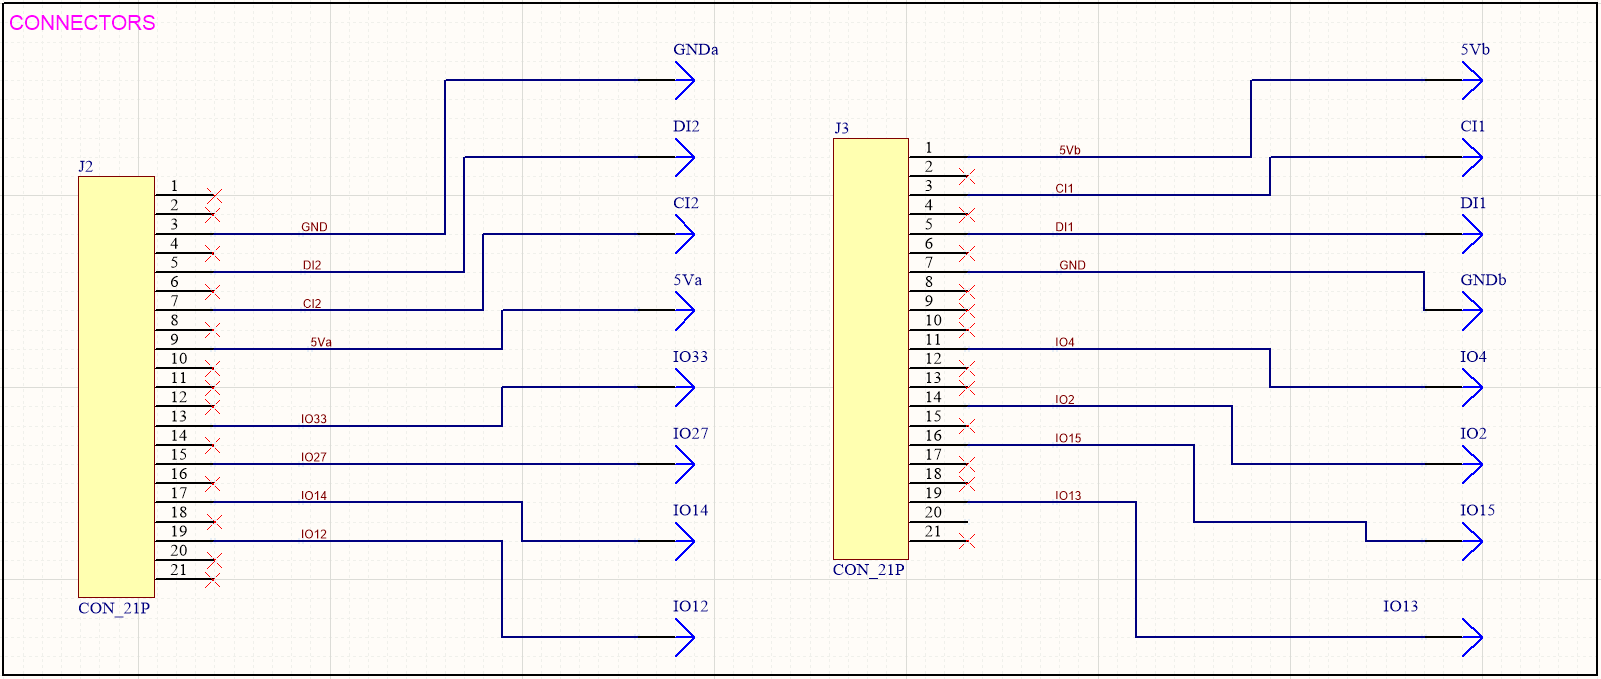 CONNECTORS
J2
1
2
3
4
5
6
7
8
9
10
11
12
13
14
15
16
17
18
19
20
21
CON_21P
GND
DI2
CI2
5Va
IO33
IO27
IO14
IO12
GNDa
DI2
CI2
5Va
IO33
IO27
IO14
IO12
J3
1
2
3
4
5
6
7
8
9
10
11
12
13
14
15
16
17
18
19
20
21
CON_21P
5Vb
CI1
DI1
GND
IO4
IO2
IO15
IO13
5Vb
CI1
DI1
GNDb
IO4
IO2
IO15
IO13